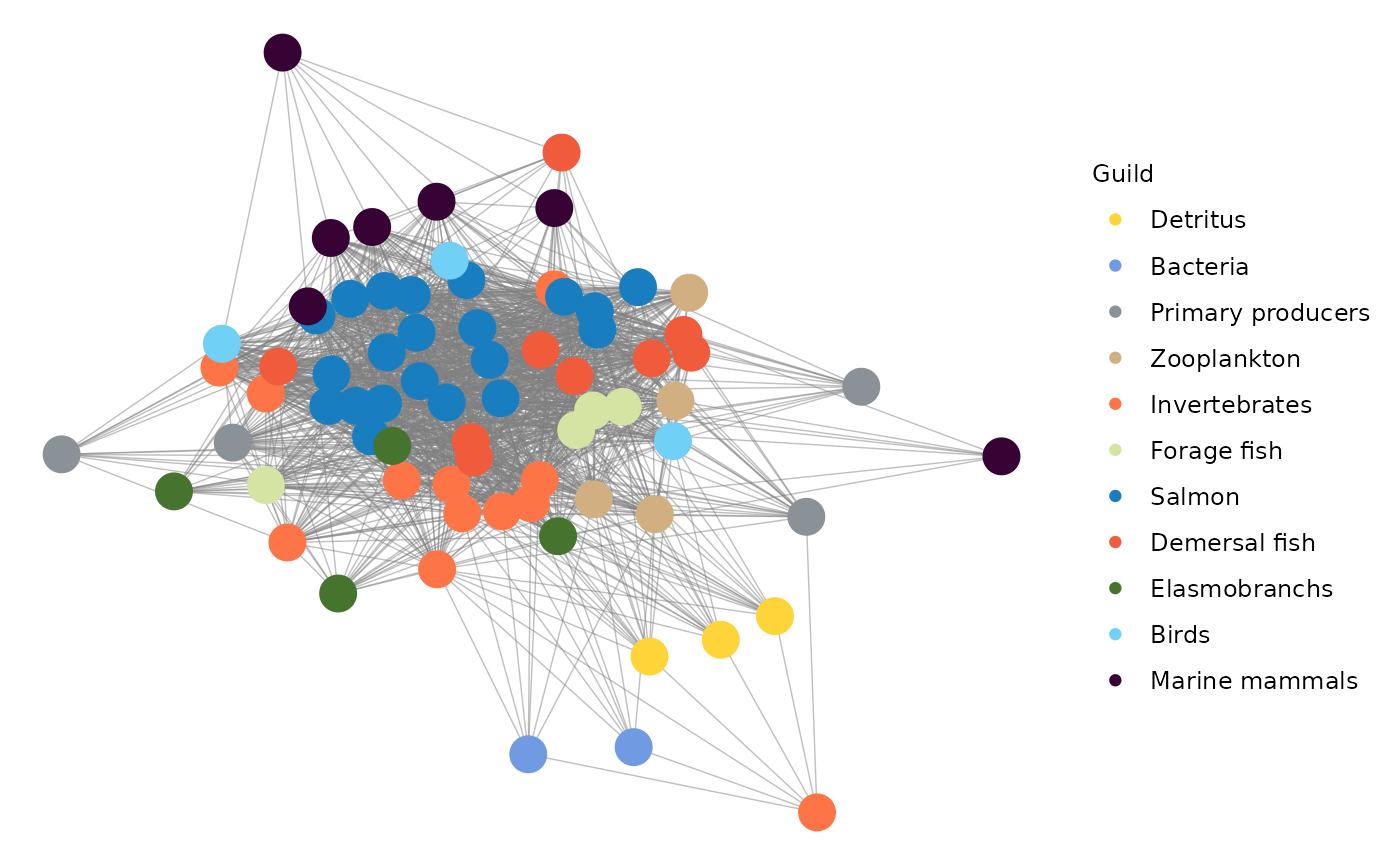 Guild
Detritus
Bacteria
Primary producers
Zooplankton
Invertebrates
Forage fish
Salmon
Demersal fish
Elasmobranchs
Birds
Marine mammals